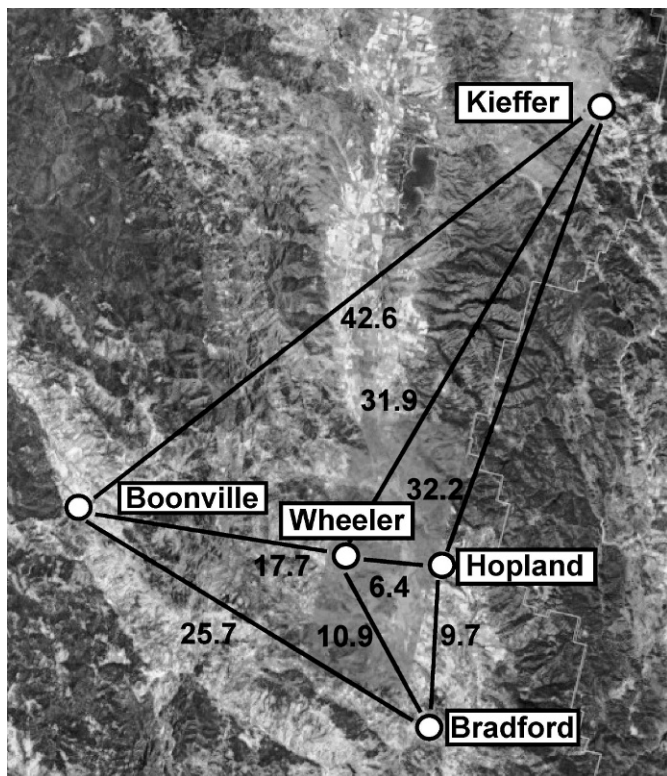 Kieffer
42.6
31.9
32.2
Boonville
Wheeler
17.7
6.4
Hopland
25.7
10.9
9.7
Bradford